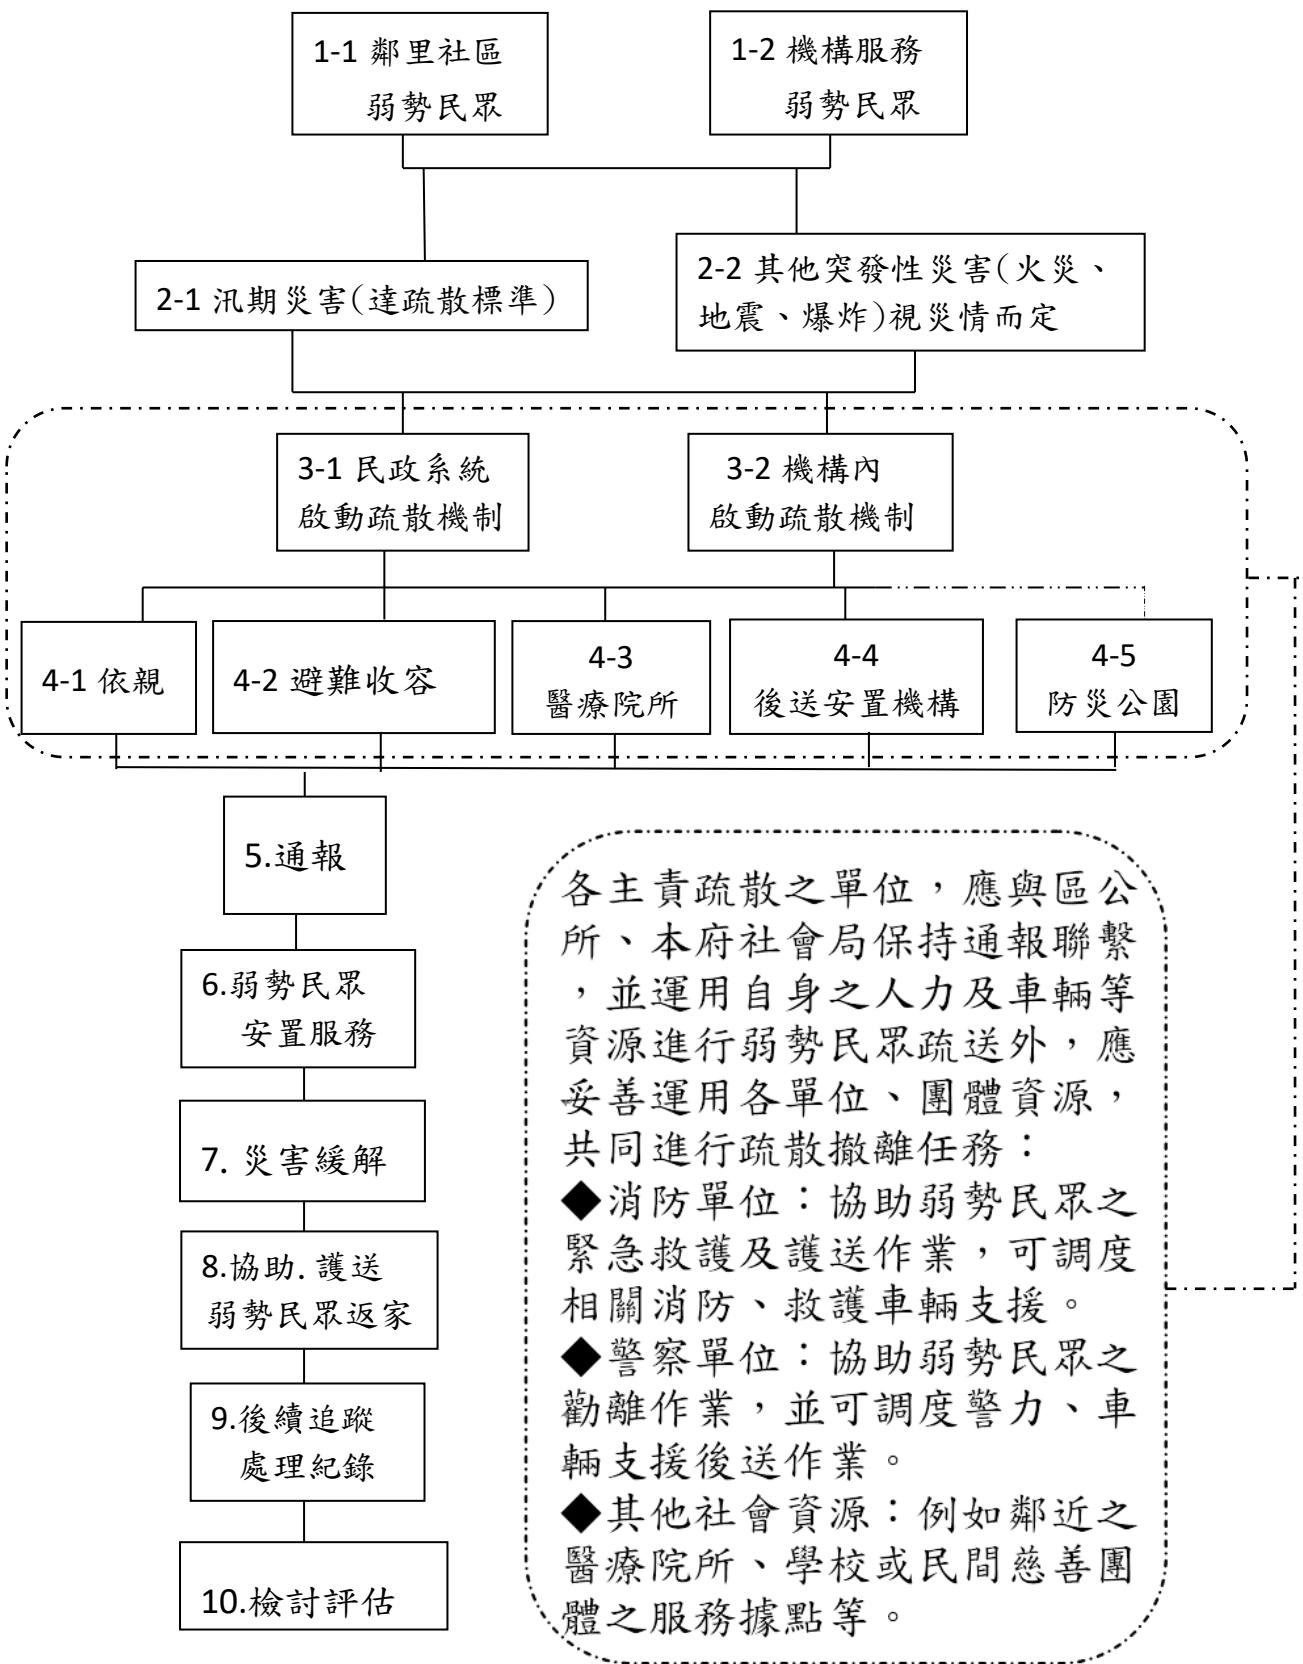 1-1 鄰里社區
弱勢民眾
1-2 機構服務
弱勢民眾
2-1 汛期災害(達疏散標準)
2-2 其他突發性災害(火災、
地震、爆炸)視災情而定
3-1 民政系統
啟動疏散機制
3-2 機構內
啟動疏散機制
4-1 依親
4-2 避難收容
4-3
醫療院所
4-4
後送安置機構
4-5
防災公園
5.通報
6.弱勢民眾
安置服務
7. 災害緩解
8.協助. 護送
弱勢民眾返家
9.後續追蹤
處理紀錄
10.檢討評估
各主責疏散之單位，應與區公
所、本府社會局保持通報聯繫
，並運用自身之人力及車輛等
資源進行弱勢民眾疏送外，應
妥善運用各單位、團體資源，
共同進行疏散撤離任務：
◆消防單位：協助弱勢民眾之
緊急救護及護送作業，可調度
相關消防、救護車輛支援。
◆警察單位：協助弱勢民眾之
勸離作業，並可調度警力、車
輛支援後送作業。
◆其他社會資源：例如鄰近之
醫療院所、學校或民間慈善團
體之服務據點等。